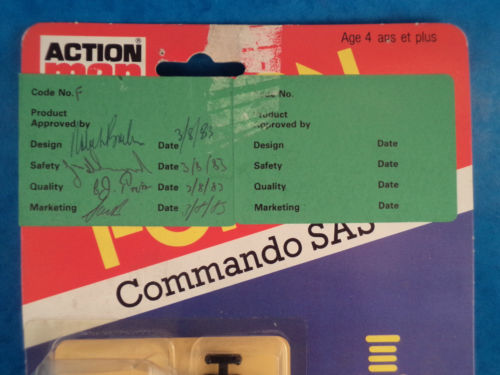 ACTION
man
Age 4 ans et plus
Code No. F
Product
Approved by
Design Date 3/8/83
Safety Date 3/8/83
Quality Date 3/8/83
Marketing Date
No.
Product
Approved by
Design Date
Safety Date
Quality Date
Marketing Date
Commando SAS